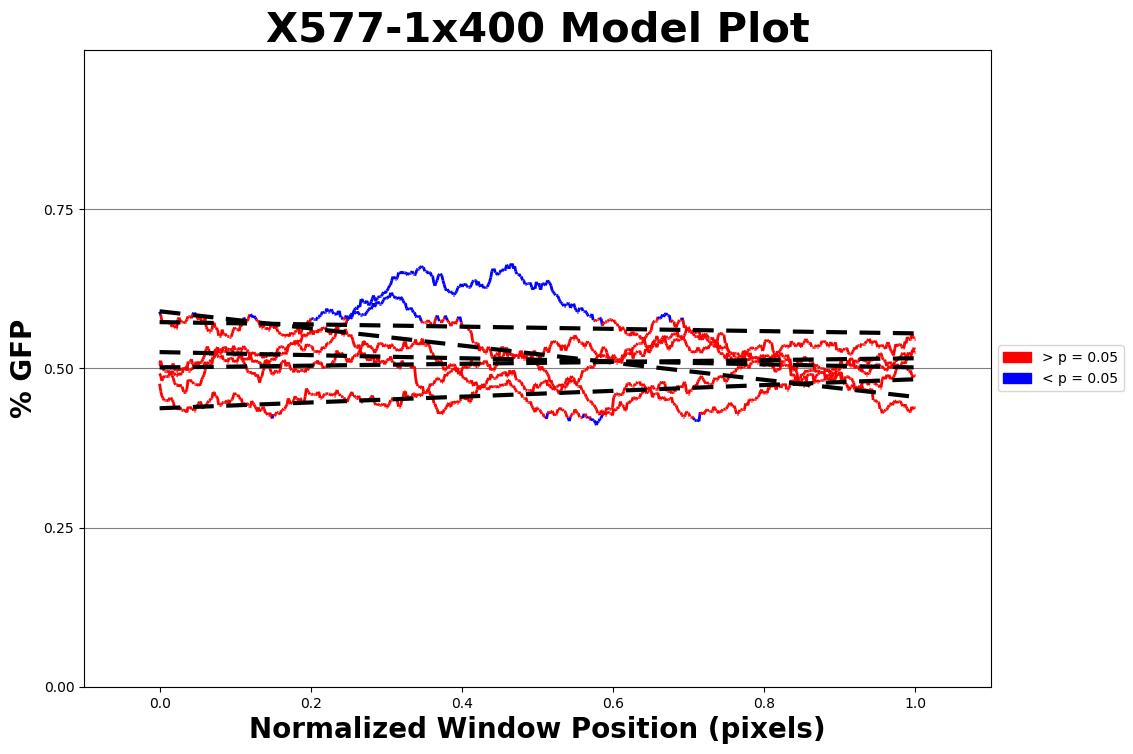 X577-1x400 Model Plot
% GFP
0.75
0.50
0.25
0.00
0.0 0.2 0.4 0.6 0.8 1.0
Normalized Window Position (pixels)
> p = 0.05
< p = 0.05